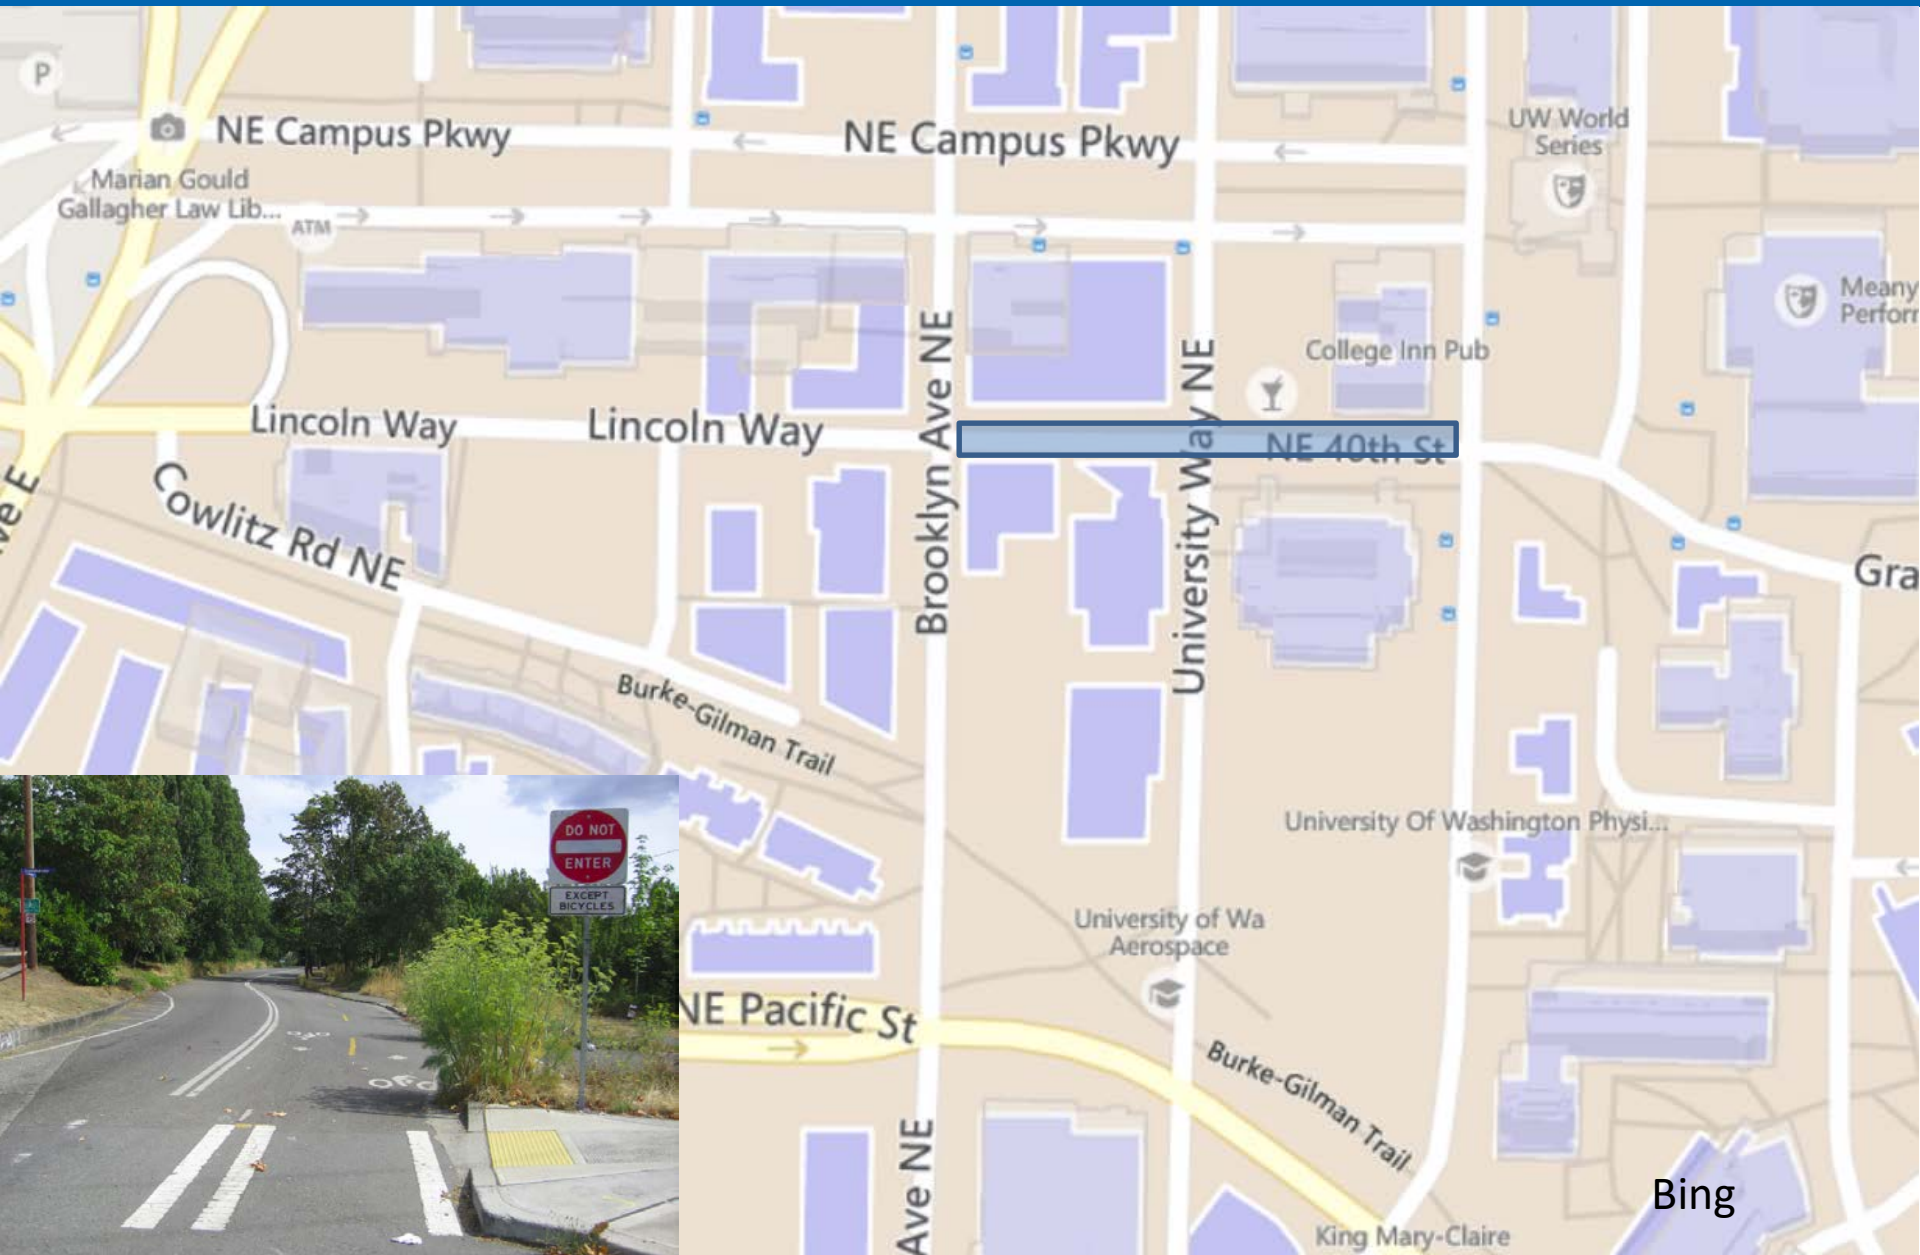 P
NE Campus Pkwy
NE Campus Pkwy
UW World
Series
Marian Gould
Gallagher Law Lib...
ATM
Meany
Perfor
Brooklyn Ave NE
University Way NE
College Inn Pub
Lincoln Way
Lincoln Way
NE 40th St
Cowlitz Rd NE
ve E
Gra
Burke-Gilman Trail
University Of Washington Physi...
DO NOT
ENTER
EXCEPT
BICYCLES
University of Wa
Aerospace
NE Pacific St
Burke-Gilman Trail
Ave NE
Bing
King Mary-Claire